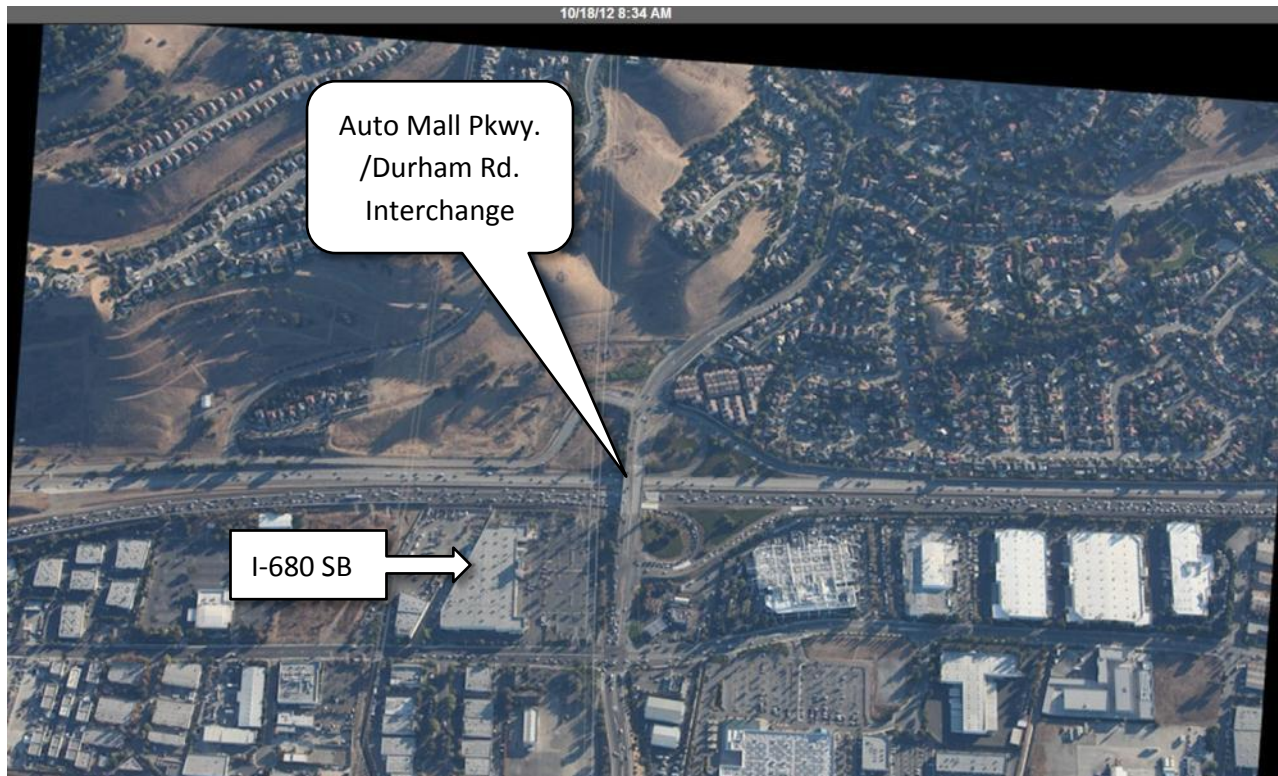 10/18/12 8:34 AM
Auto Mall Pkwy.
/Durham Rd.
Interchange
I-680 SB